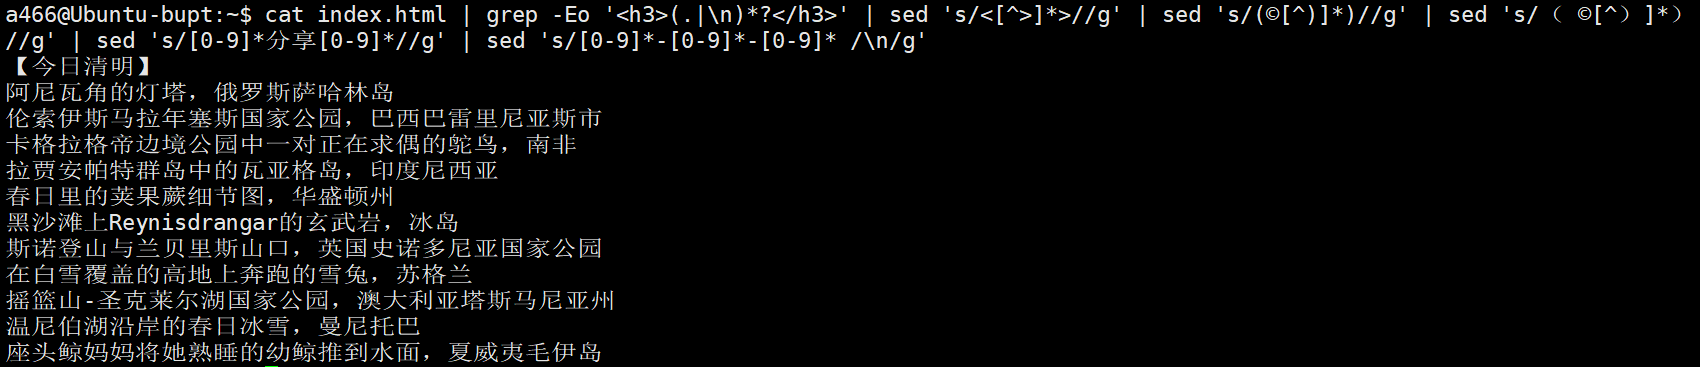 a466@Ubuntu-bupt:~$ cat index.html | grep -Eo '<h3>(.|\n)*?</h3>' | sed 's/<[^>]*>//g' | sed 's/(©[^)]*)//g' | sed 's/（ ©[^）]*）
//g' | sed 's/[0-9]*分享[0-9]*//g' | sed 's/[0-9]*-[0-9]*-[0-9]* /\n/g'
【今日清明】
阿尼瓦角的灯塔，俄罗斯萨哈林岛
伦索伊斯马拉年塞斯国家公园，巴西巴雷里尼亚斯市
卡格拉格帝边境公园中一对正在求偶的鸵鸟，南非
拉贾安帕特群岛中的瓦亚格岛，印度尼西亚
春日里的荚果蕨细节图，华盛顿州
黑沙滩上Reynisdrangar的玄武岩，冰岛
斯诺登山与兰贝里斯山口，英国史诺多尼亚国家公园
在白雪覆盖的高地上奔跑的雪兔，苏格兰
摇篮山-圣克莱尔湖国家公园，澳大利亚塔斯马尼亚州
温尼伯湖沿岸的春日冰雪，曼尼托巴
座头鲸妈妈将她熟睡的幼鲸推到水面，夏威夷毛伊岛